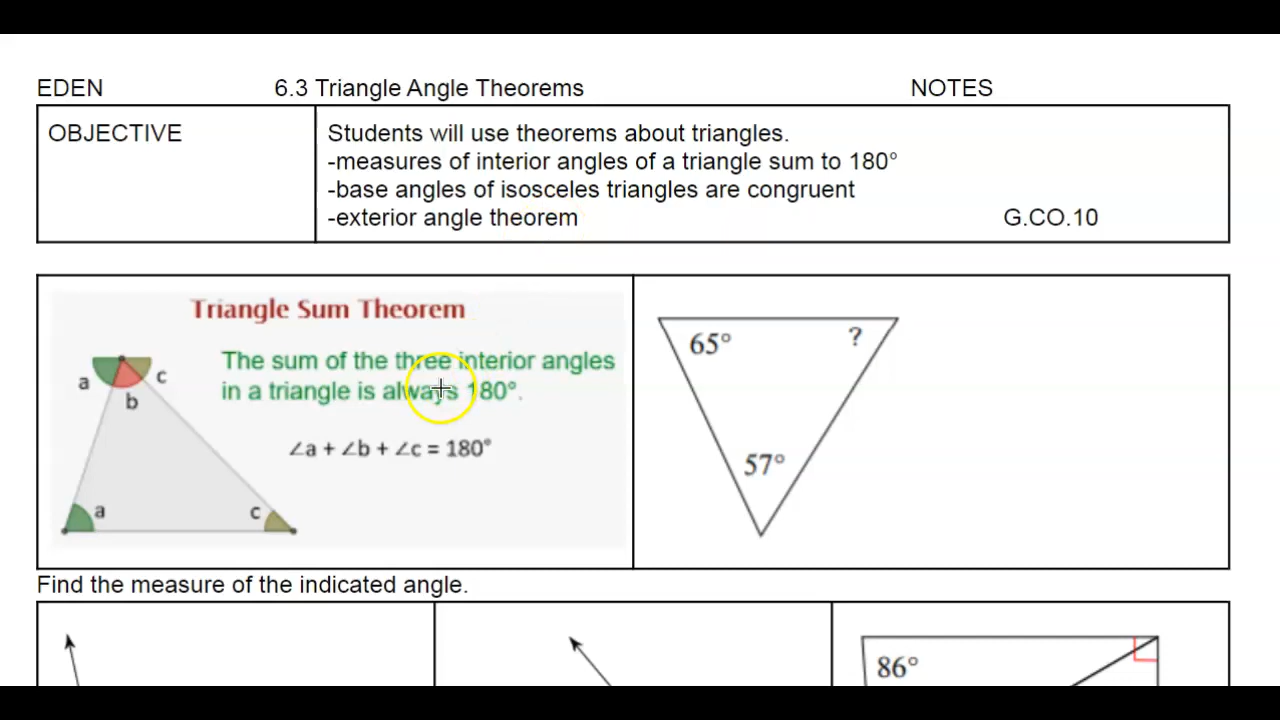 EDEN 6.3 Triangle Angle Theorems NOTES
OBJECTIVE
Students will use theorems about triangles.
-measures of interior angles of a triangle sum to 180°
-base angles of isosceles triangles are congruent
-exterior angle theorem G.CO.10
Triangle Sum Theorem
The sum of the three interior angles
in a triangle is always 180°.
∠a + ∠b + ∠c = 180°
a
b
c
a
c
65°
?
57°
Find the measure of the indicated angle.
86°